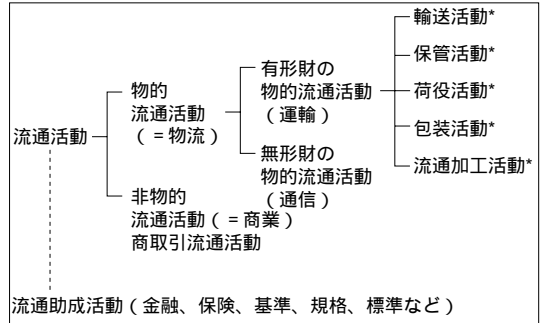 流通活動
物的
流通活動
(=物流)
有形財の
物的流通活動
(運輸)
輸送活動*
保管活動*
荷役活動*
包装活動*
流通加工活動*
無形財の
物的流通活動
(通信)
非物的
流通活動(=商業)
商取引流通活動
流通助成活動(金融、保険、基準、規格、標準など)